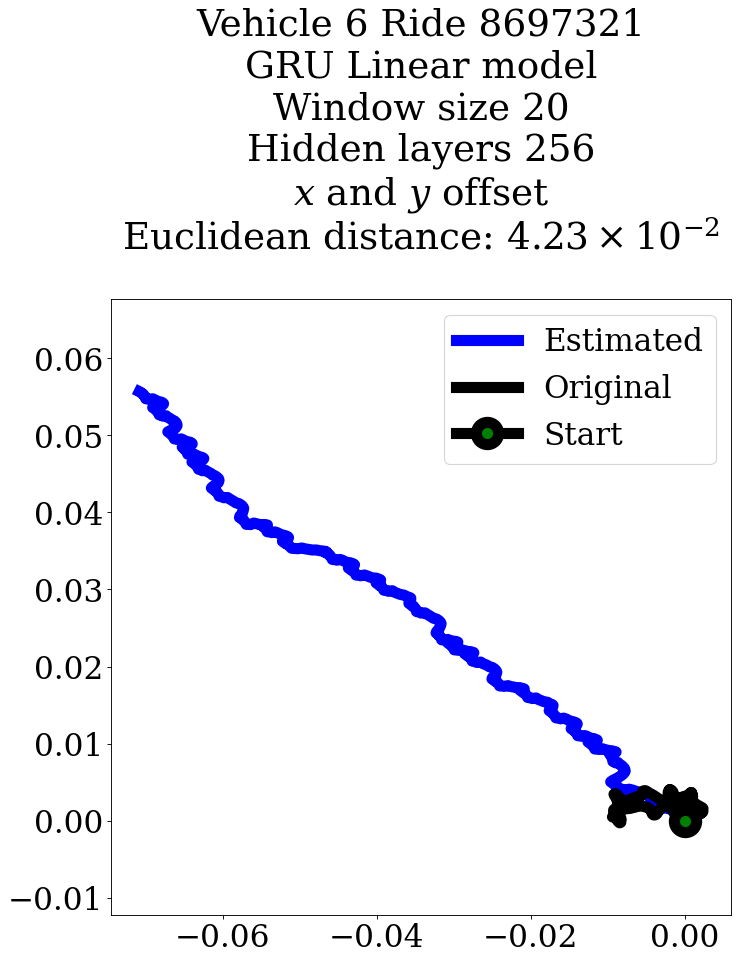 Vehicle 6 Ride 8697321
GRU Linear model
Window size 20
Hidden layers 256
x and y offset
Euclidean distance: 4.23 × 10⁻²
Estimated
Original
Start
0.06
0.05
0.04
0.03
0.02
0.01
0.00
−0.01
−0.06 −0.04 −0.02 0.00